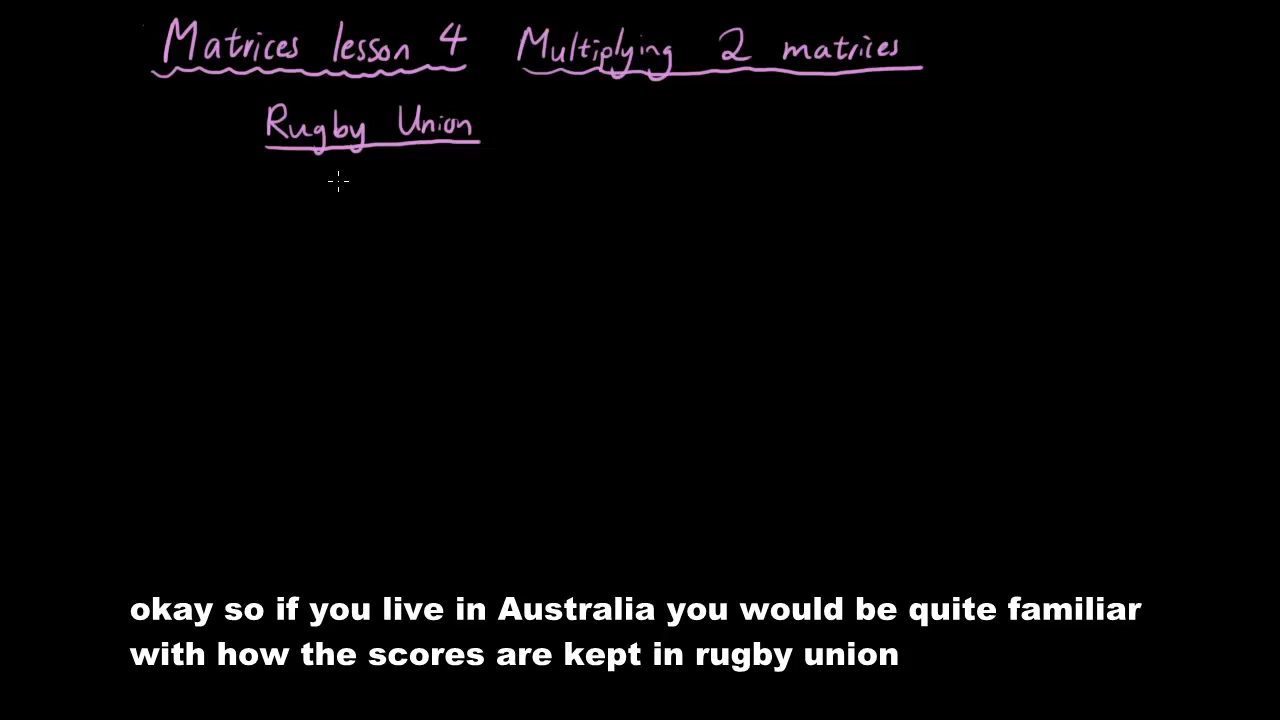 Matrices lesson 4 Multiplying 2 matrices
Rugby Union
okay so if you live in Australia you would be quite familiar
with how the scores are kept in rugby union